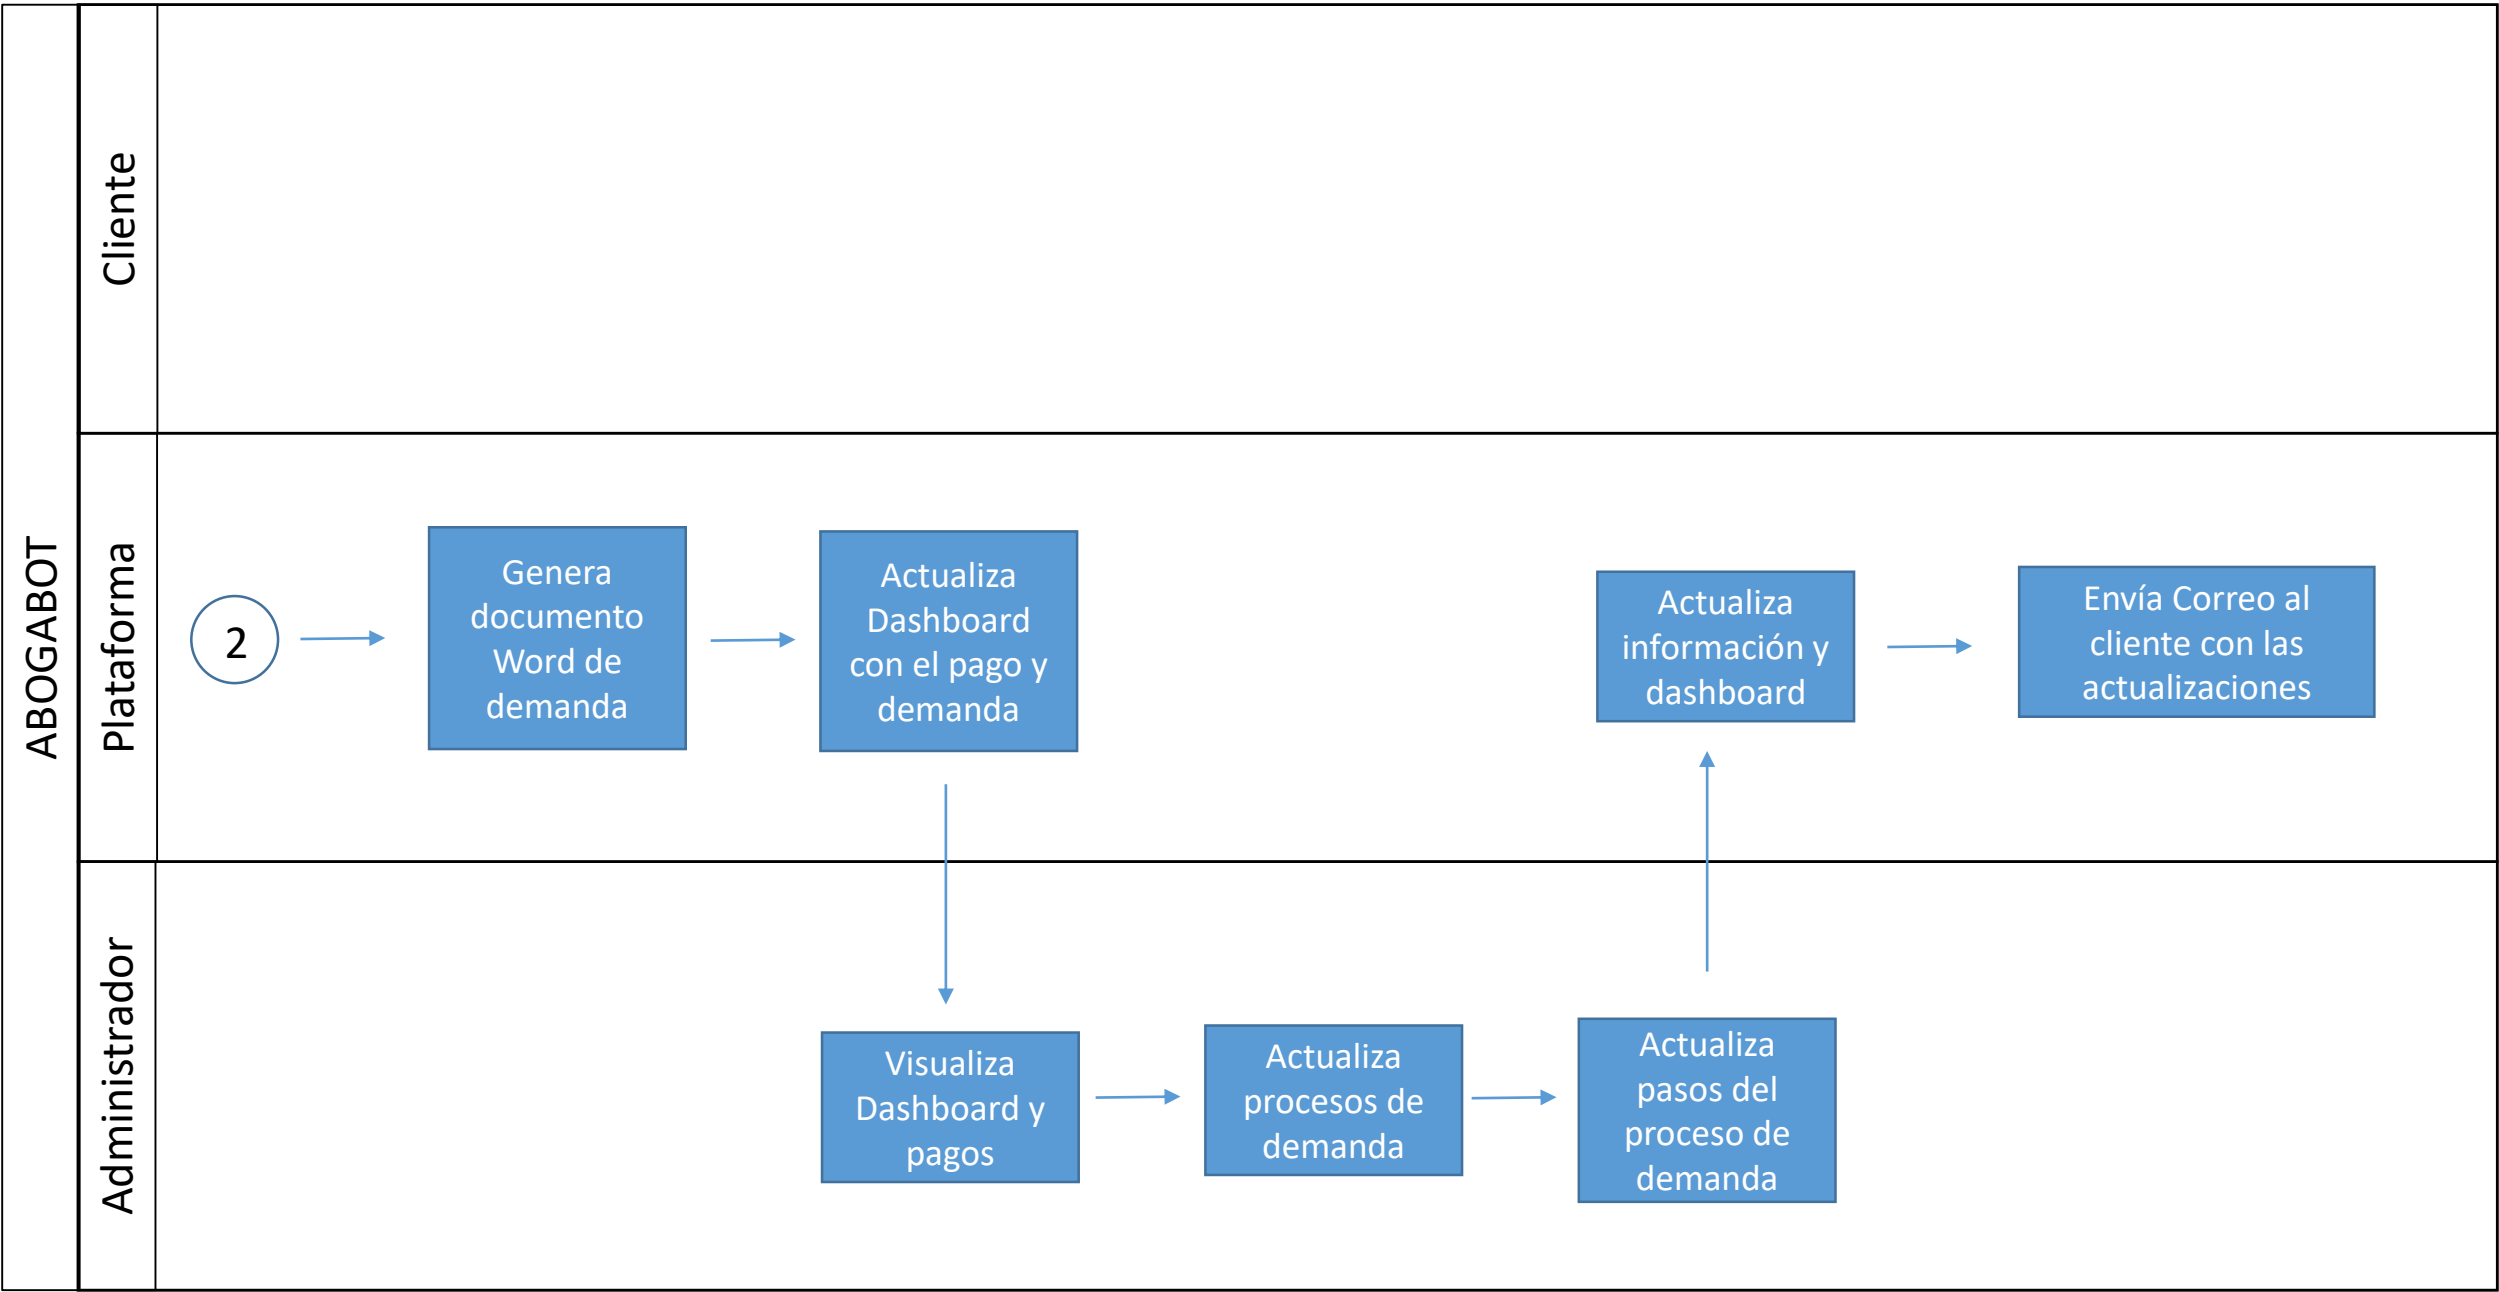 ABOGABOT
Cliente
Plataforma
2
Genera
documento
Word de
demanda
Actualiza
Dashboard
con el pago y
demanda
Actualiza
información y
dashboard
Envía Correo al
cliente con las
actualizaciones
Administrador
Visualiza
Dashboard y
pagos
Actualiza
procesos de
demanda
Actualiza
pasos del
proceso de
demanda